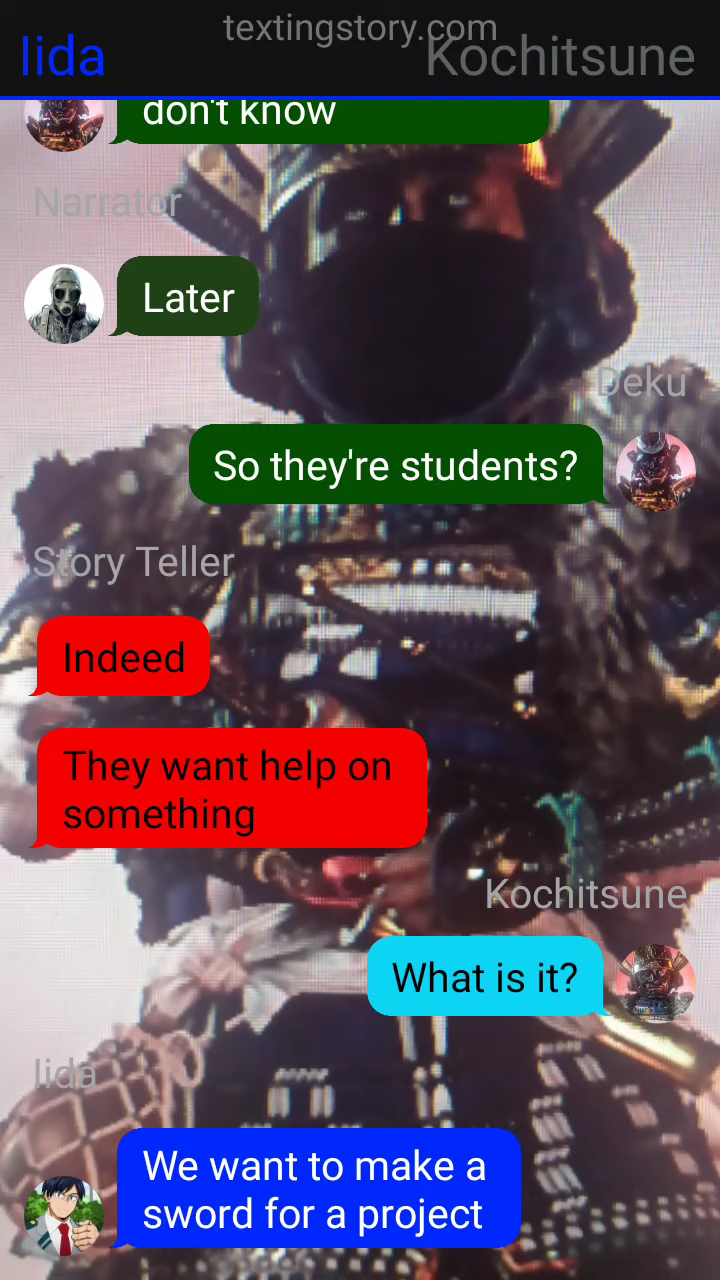 textingstory.com
Iida
Kochitsune
don't know
Narrator
Later
Deku
So they're students?
Story Teller
Indeed
They want help on
something
Kochitsune
What is it?
Iida
We want to make a
sword for a project